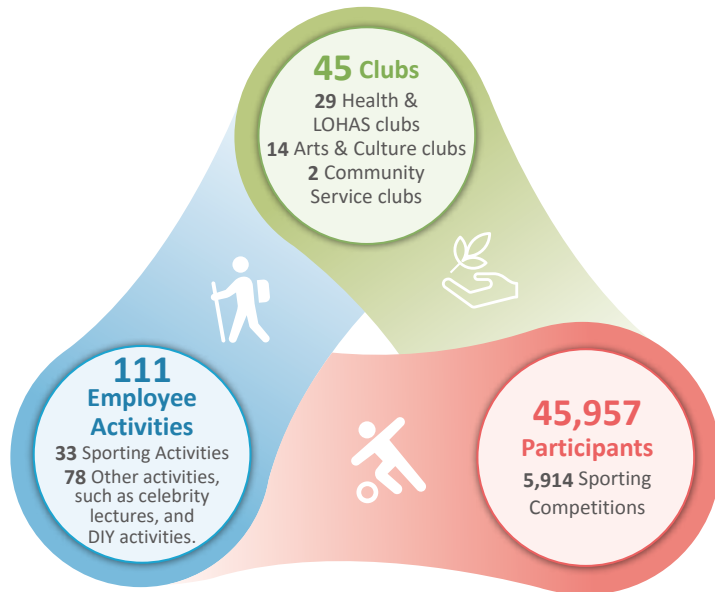 45 Clubs
29 Health &
LOHAS clubs
14 Arts & Culture clubs
2 Community
Service clubs
111
Employee
Activities
33 Sporting Activities
78 Other activities,
such as celebrity
lectures, and
DIY activities.
45,957
Participants
5,914 Sporting
Competitions